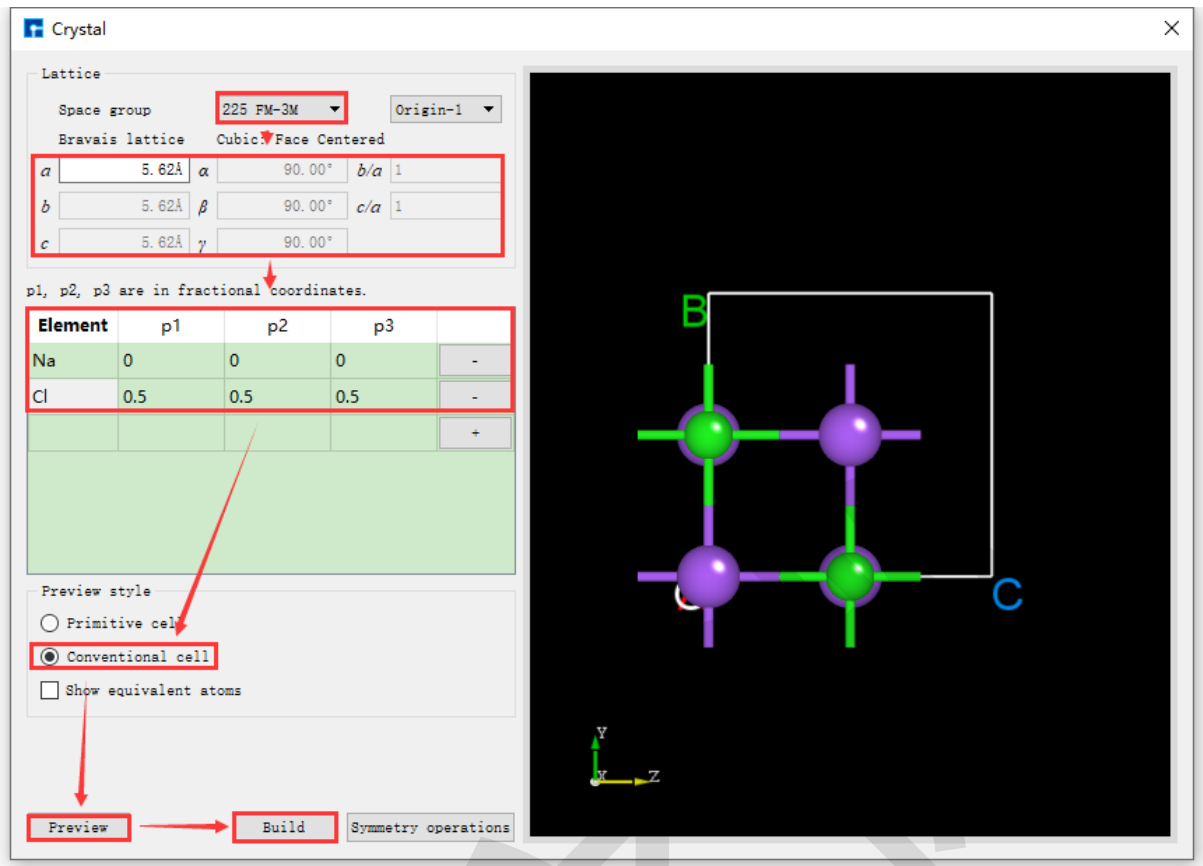 Crystal
Lattice
Space group 225 FM-3M Origin-1
Bravais lattice Cubic: Face Centered
a 5.62Å α 90.00° b/a 1
b 5.62Å β 90.00° c/a 1
c 5.62Å γ 90.00°
p1, p2, p3 are in fractional coordinates.
Element p1 p2 p3
Na 0 0 0 -
Cl 0.5 0.5 0.5 -
+
Preview style
Primitive cell
Conventional cell
Show equivalent atoms
Preview Build Symmetry operations
B
C
Y
X Z